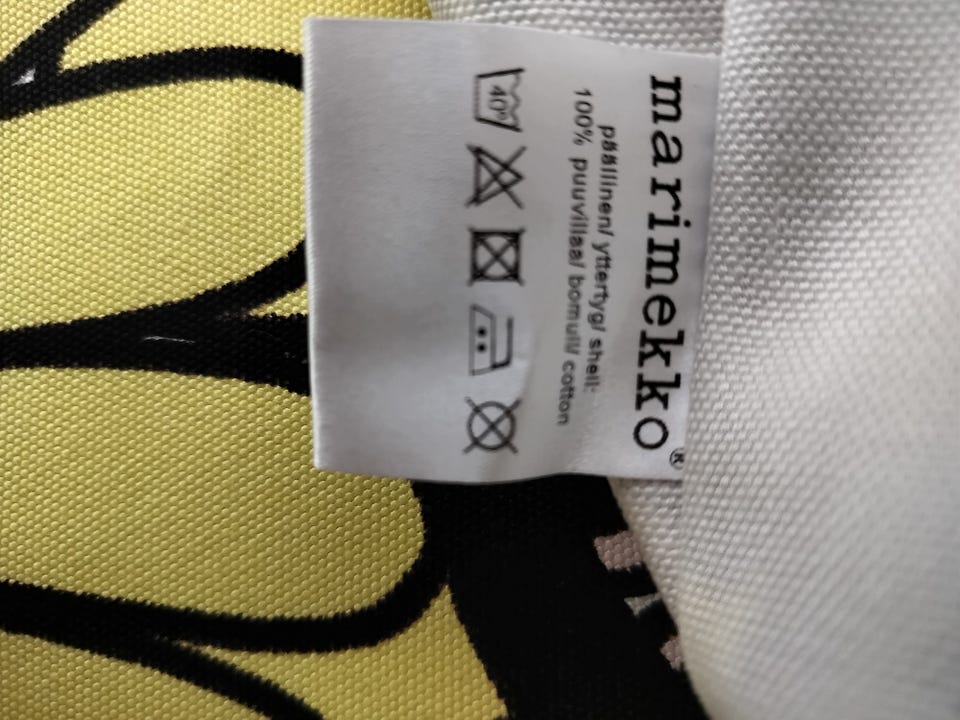 marimekko®
päällinen/ yttertyg/ shell:
100% puuvillaa/ bomull/ cotton
40°